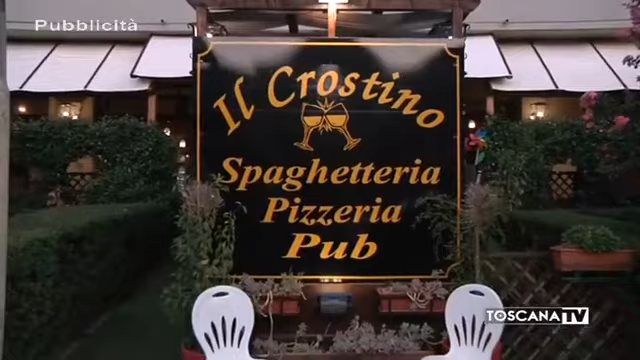 Pubblicità
Il Crostino
Spaghetteria
Pizzeria
Pub
TOSCANA TV